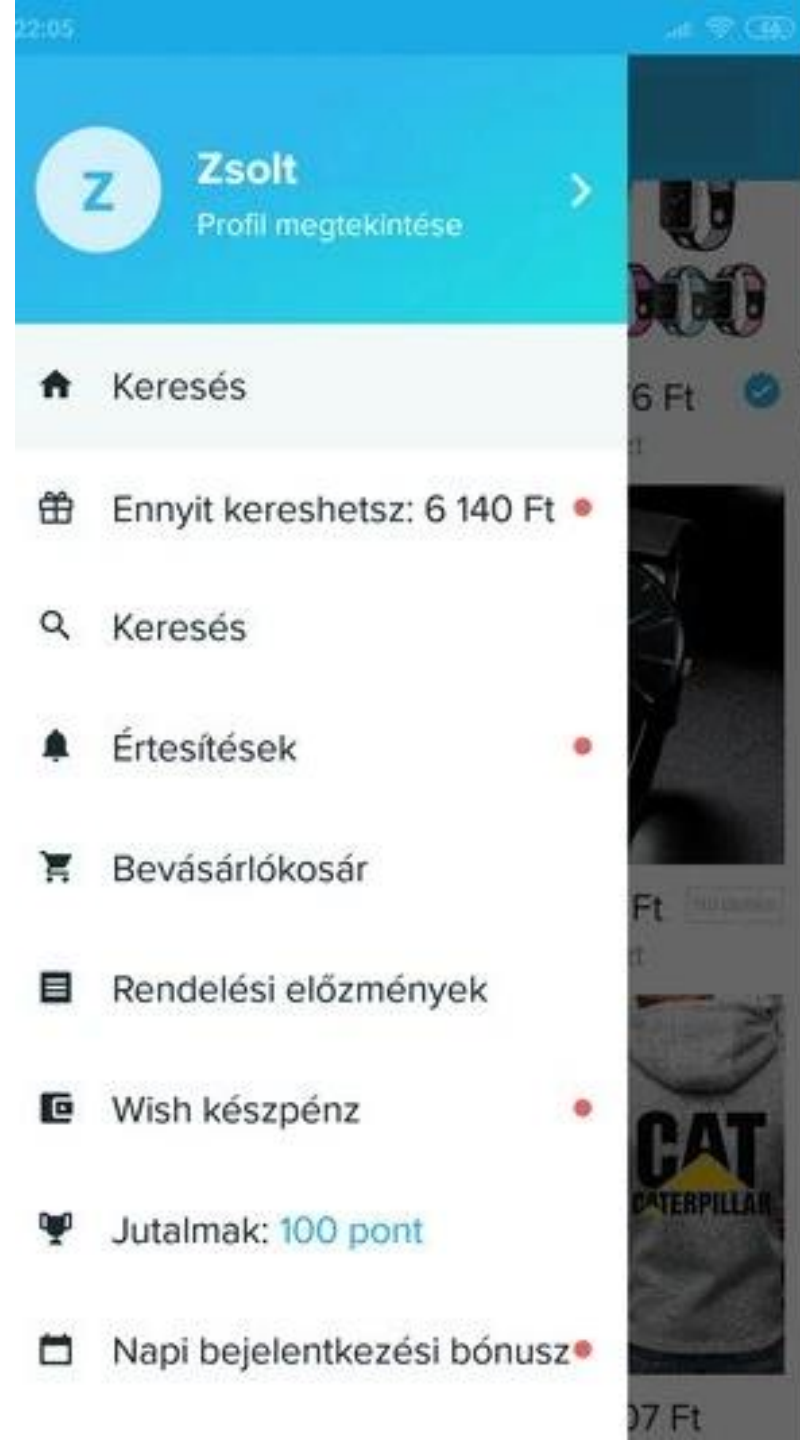 22:05
66
Z
Zsolt
Profil megtekintése
Keresés
Ennyit kereshetsz: 6 140 Ft
Keresés
Értesítések
Bevásárlókosár
Rendelési előzmények
Wish készpénz
Jutalmak: 100 pont
Napi bejelentkezési bónusz
6 Ft
Ft
CAT
CATERPILLAR
07 Ft